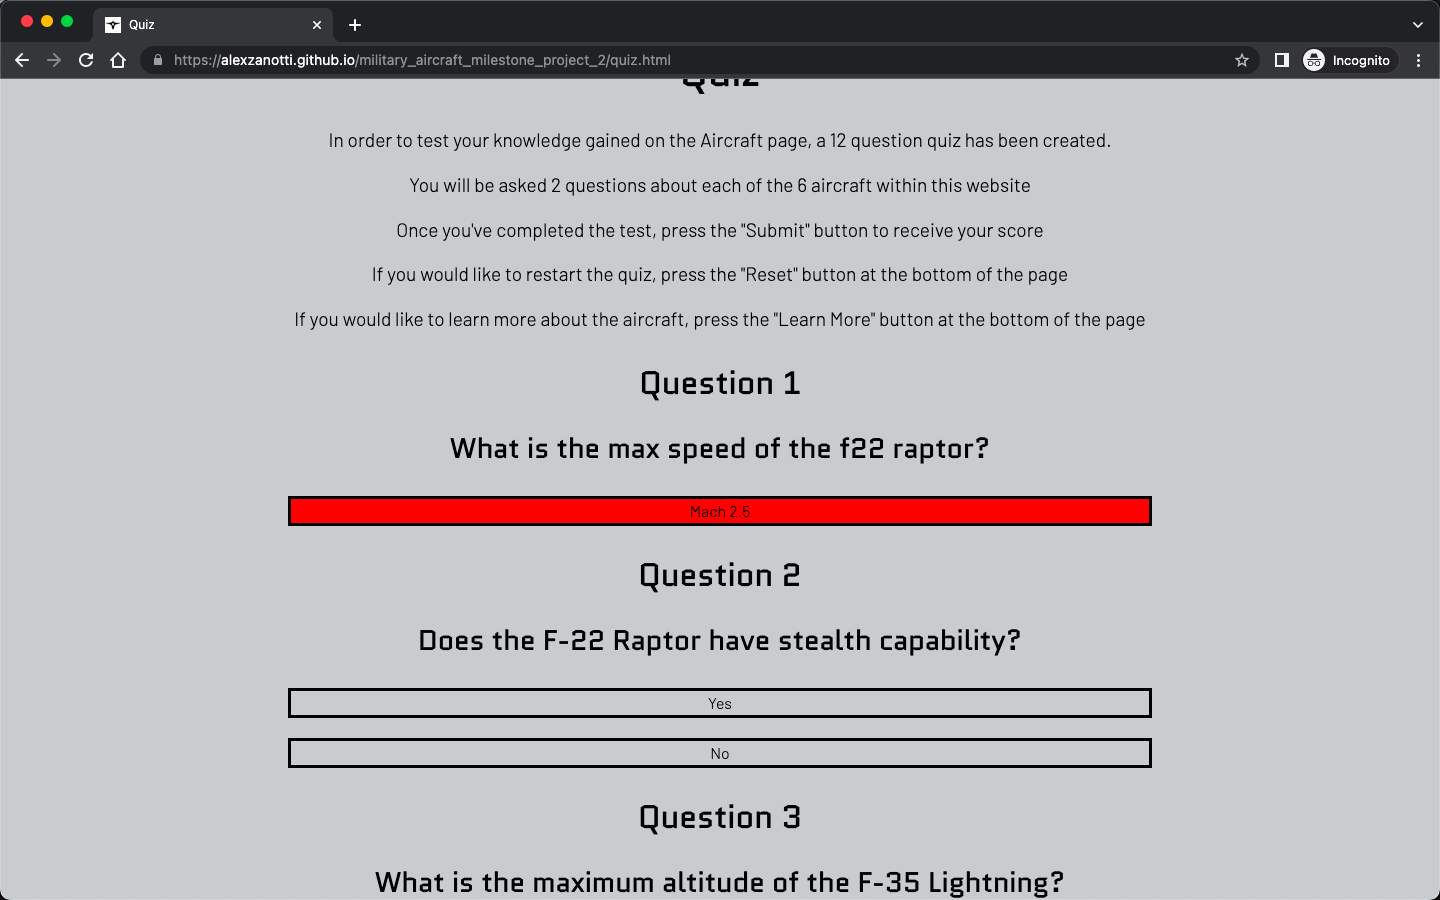 Quiz
https://alexzanotti.github.io/military_aircraft_milestone_project_2/quiz.html
Incognito
Quiz
In order to test your knowledge gained on the Aircraft page, a 12 question quiz has been created.
You will be asked 2 questions about each of the 6 aircraft within this website
Once you've completed the test, press the "Submit" button to receive your score
If you would like to restart the quiz, press the "Reset" button at the bottom of the page
If you would like to learn more about the aircraft, press the "Learn More" button at the bottom of the page
Question 1
What is the max speed of the f22 raptor?
Mach 2.5
Question 2
Does the F-22 Raptor have stealth capability?
Yes
No
Question 3
What is the maximum altitude of the F-35 Lightning?